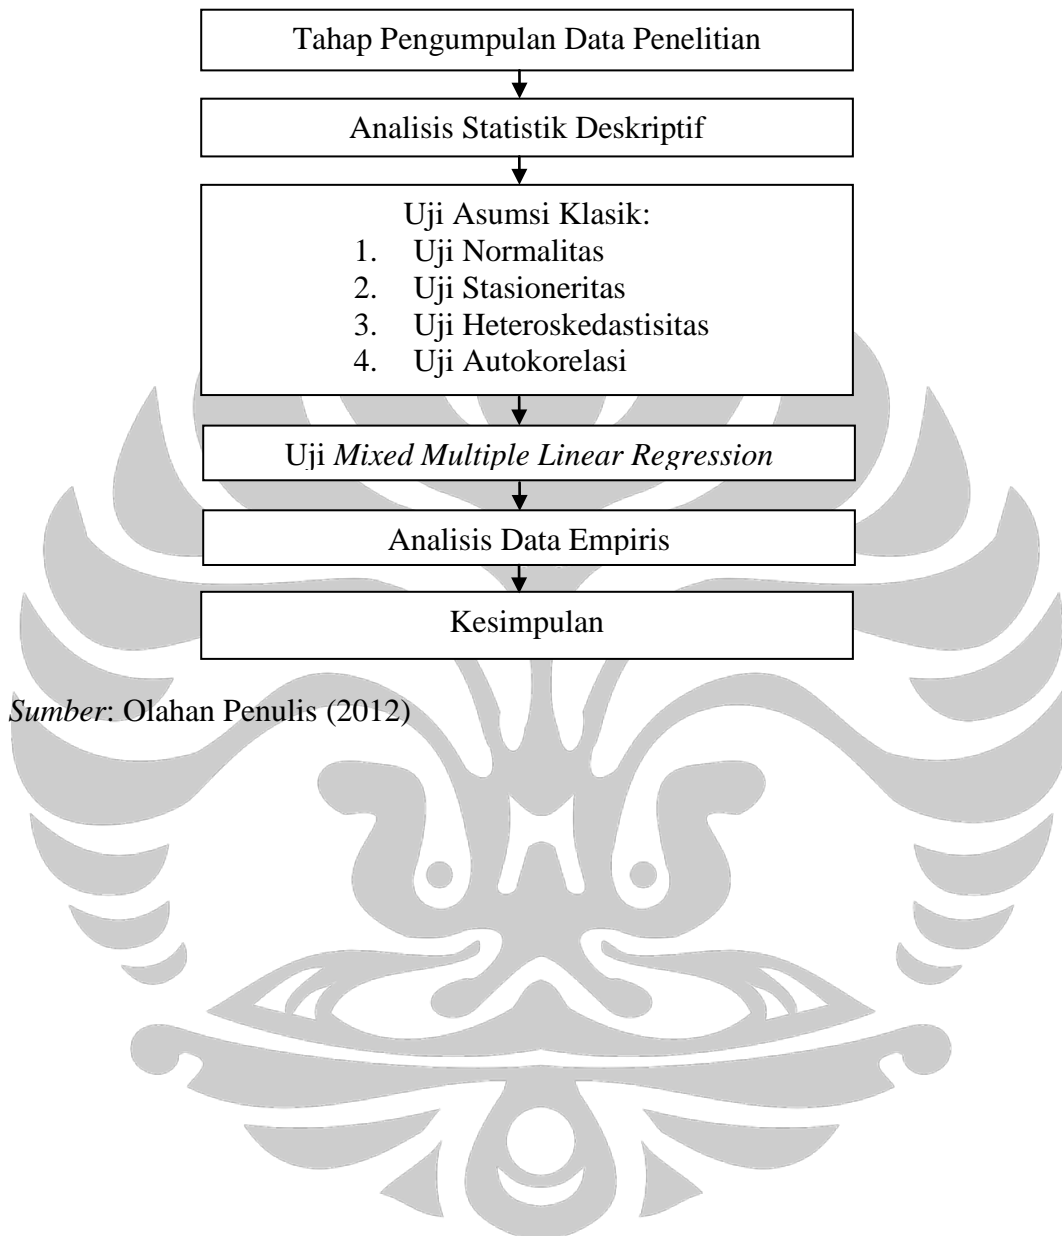 Tahap Pengumpulan Data Penelitian
Analisis Statistik Deskriptif
Uji Asumsi Klasik:
1. Uji Normalitas
2. Uji Stasioneritas
3. Uji Heteroskedastisitas
4. Uji Autokorelasi
Uji Mixed Multiple Linear Regression
Analisis Data Empiris
Kesimpulan
Sumber: Olahan Penulis (2012)